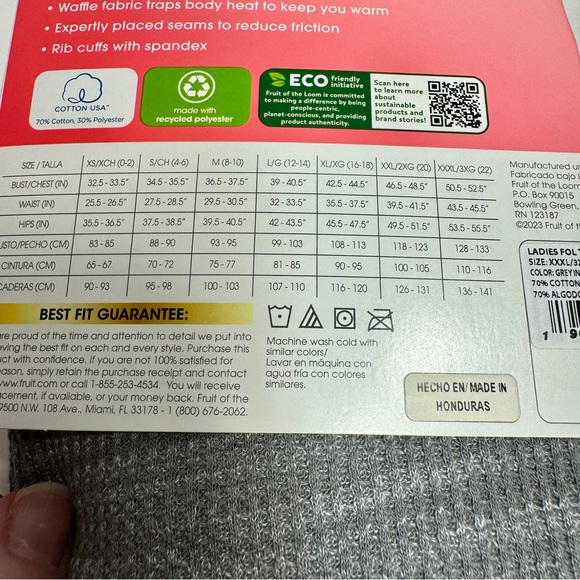 • Waffle fabric traps body heat to keep you warm
• Expertly placed seams to reduce friction
• Rib cuffs with spandex
COTTON USA™
70% Cotton, 30% Polyester
made with
recycled polyester
ECO friendly initiative
Fruit of the Loom is committed
to making a difference by being
people-centric,
planet-conscious, and providing
product authenticity.
Scan here
to learn more
about
sustainable
products and
brand stories!
SIZE / TALLA XS/XCH (0-2) S/CH (4-6) M (8-10) L/G (12-14) XL/XG (16-18) XXL/2XG (20) XXXL/3XG (22)
BUST/CHEST (IN) 32.5 - 33.5" 34.5 - 35.5" 36.5 - 37.5" 39 - 40.5" 42.5 - 44.5" 46.5 - 48.5" 50.5 - 52.5"
WAIST (IN) 25.5 - 26.5" 27.5 - 28.5" 29.5 - 30.5" 32 - 33.5" 35.5 - 37.5" 39.5 - 41.5" 43.5 - 45.5"
HIPS (IN) 35.5 - 36.5" 37.5 - 38.5" 39.5 - 40.5" 42 - 43.5" 45.5 - 47.5" 49.5 - 51.5" 53.5 - 55.5"
USTO/PECHO (CM) 83 - 85 88 - 90 93 - 95 99 - 103 108 - 113 118 - 123 128 - 133
CINTURA (CM) 65 - 67 70 - 72 75 - 77 81 - 85 90 - 95 100 - 105 110 - 116
CADERAS (CM) 90 - 93 95 - 98 100 - 103 107 - 110 116 - 120 126 - 131 136 - 141
Manufactured un
Fabricado bajo l
Fruit of the Loom
P.O. Box 90015
Bowling Green,
RN 123187
©2023 Fruit of th
LADIES FOL T
SIZE: XXXL/3X
COLOR: GREY IN
70% COTTON
70% ALGODO
1 90
BEST FIT GUARANTEE:
are proud of the time and attention to detail we put into
oving the best fit on each and every style. Purchase this
uct with confidence. If you are not 100% satisfied for
eason, simply retain the purchase receipt and contact
www.fruit.com or call 1-855-253-4534. You will receive
acement, if available, or your money back. Fruit of the
9500 N.W. 108 Ave., Miami, FL 33178 - 1 (800) 676-2062.
Machine wash cold with
similar colors/
Lavar en máquina con
agua fría con colores
similares.
HECHO EN/MADE IN
HONDURAS